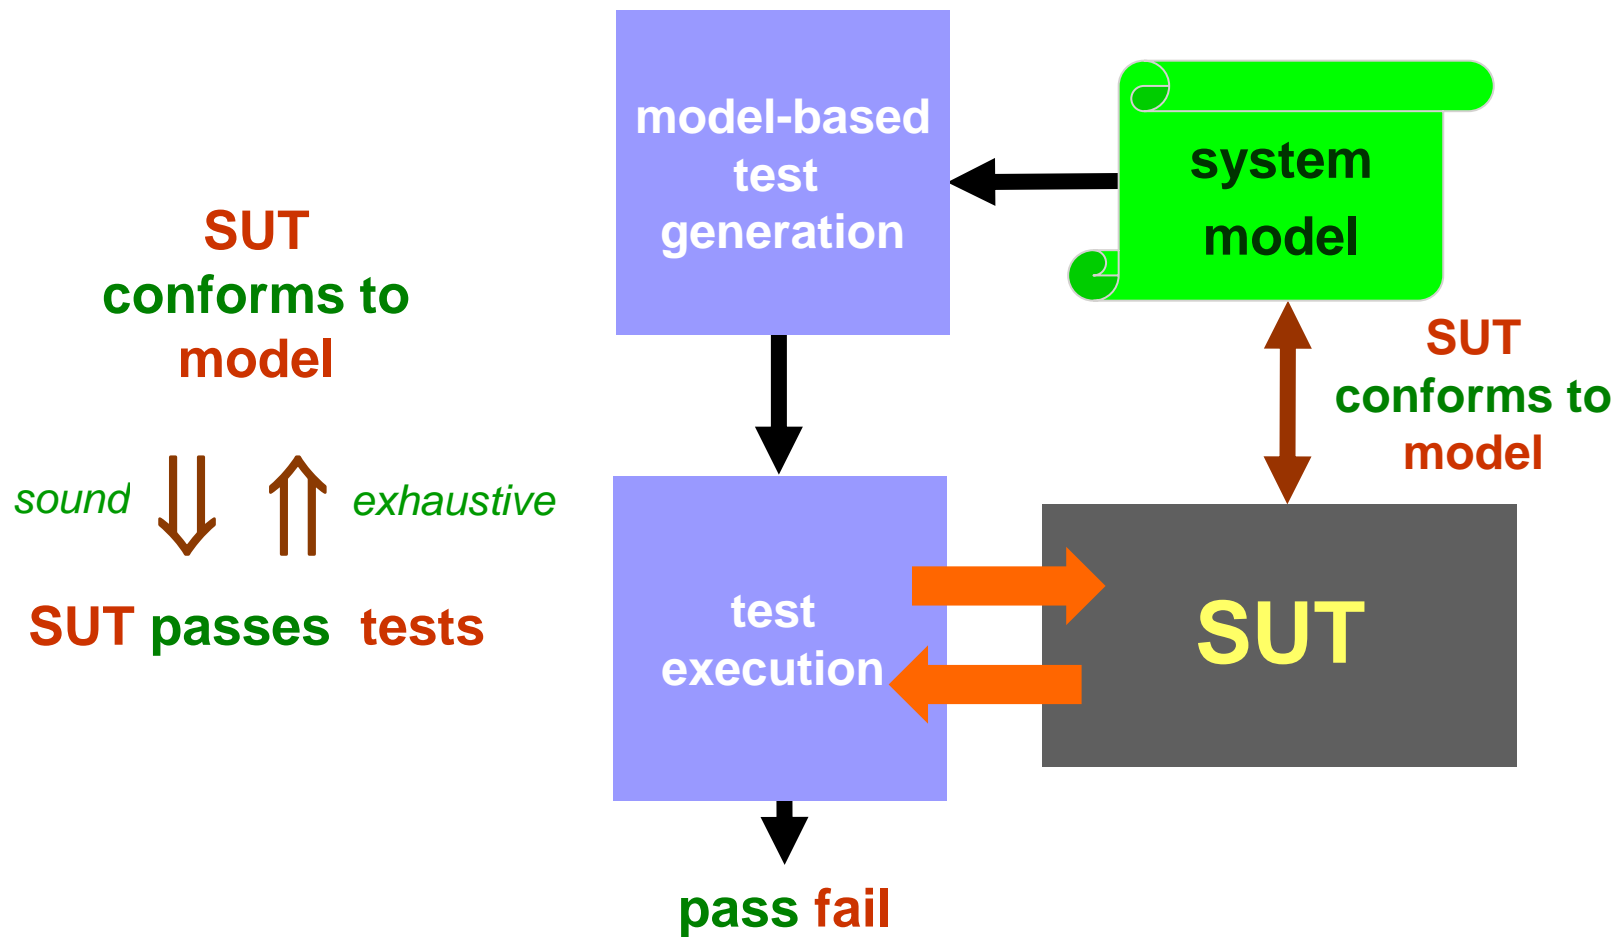 model-based
test
generation
system
model
SUT
conforms to
model
sound
exhaustive
SUT passes tests
SUT
conforms to
model
test
execution
SUT
pass fail